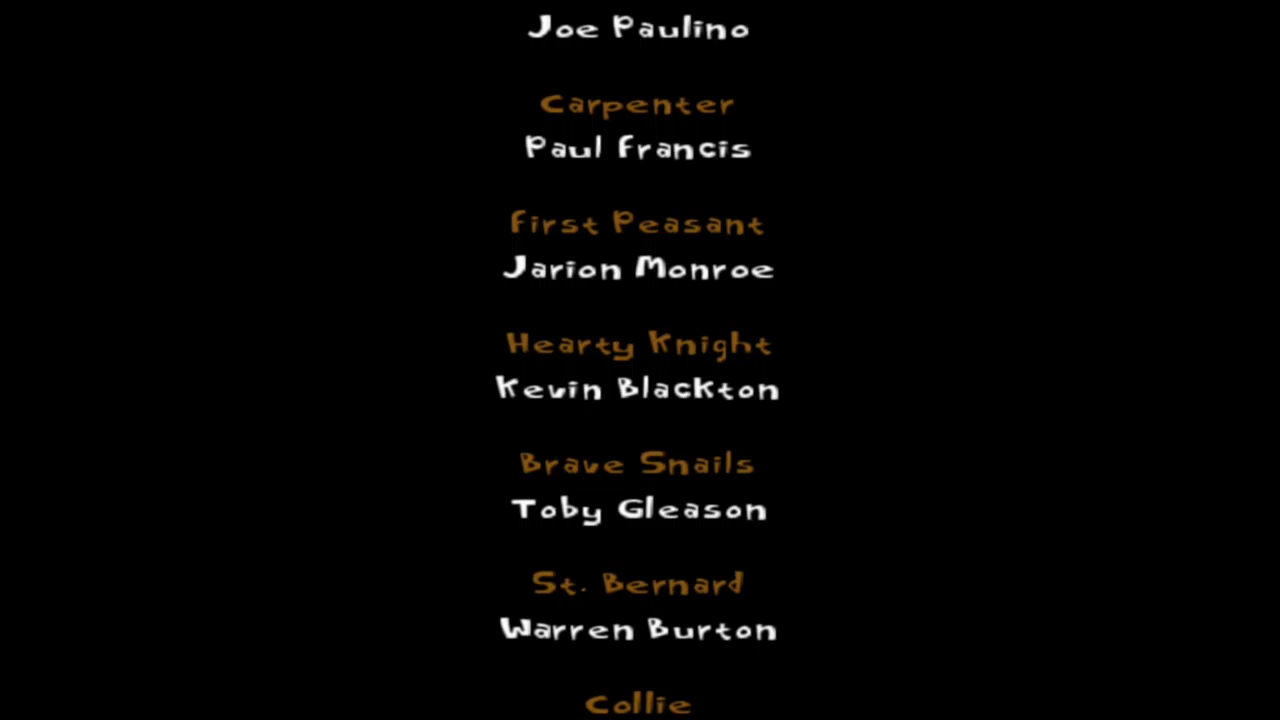 Joe Paulino
Carpenter
Paul Francis
First Peasant
Jarion Monroe
Hearty Knight
Kevin Blackton
Brave Snails
Toby Gleason
St. Bernard
Warren Burton
Collie